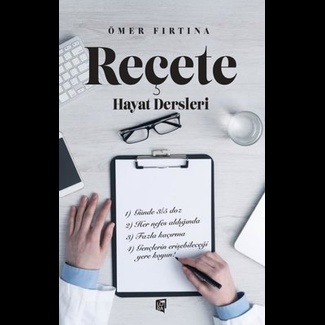 ÖMER FIRTINA
Reçete
Hayat Dersleri
1) Günde 3/5 doz
2) Her nefes aldığında
3) Fazla kaçırma
4) Gençlerin erişebileceği
yere koyun!